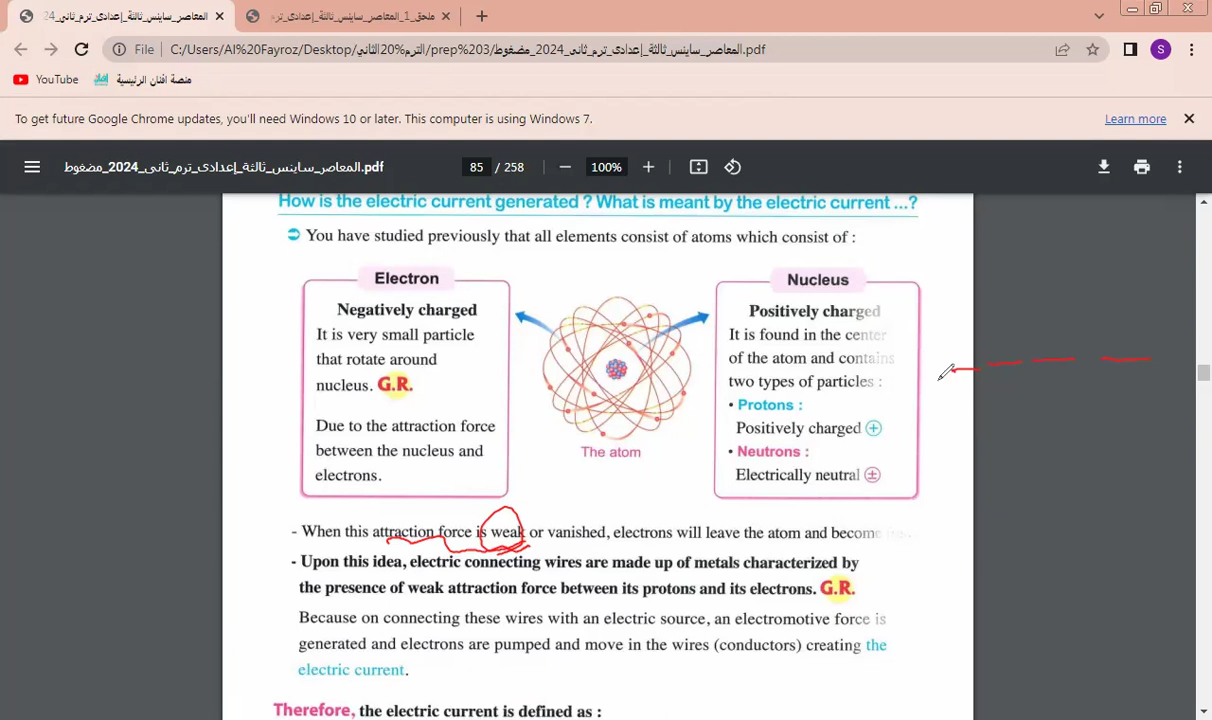 المعاصر_ساينس_ثالثة_إعدادى_ترم_ثانى_24
ملحق_1_المعاصر_ساينس_ثالثة_إعدادى_ترم
File
C:/Users/Al%20Fayroz/Desktop/الترم%20الثاني/prep%203/المعاصر_ساينس_ثالثة_إعدادى_ترم_ثانى_2024_مضغوط.pdf
S
YouTube
منصة أفنان الرئيسية
To get future Google Chrome updates, you'll need Windows 10 or later. This computer is using Windows 7.
Learn more
المعاصر_ساينس_ثالثة_إعدادى_ترم_ثانى_2024_مضغوط.pdf
85 / 258
100%
How is the electric current generated ? What is meant by the electric current ...?
You have studied previously that all elements consist of atoms which consist of :
Electron
Negatively charged
It is very small particle
that rotate around
nucleus. G.R.
Due to the attraction force
between the nucleus and
electrons.
The atom
Nucleus
Positively charged
It is found in the center
of the atom and contains
two types of particles :
• Protons :
Positively charged +
• Neutrons :
Electrically neutral ±
- When this attraction force is weak or vanished, electrons will leave the atom and become
- Upon this idea, electric connecting wires are made up of metals characterized by
the presence of weak attraction force between its protons and its electrons. G.R.
Because on connecting these wires with an electric source, an electromotive force is
generated and electrons are pumped and move in the wires (conductors) creating the
electric current.
Therefore, the electric current is defined as :